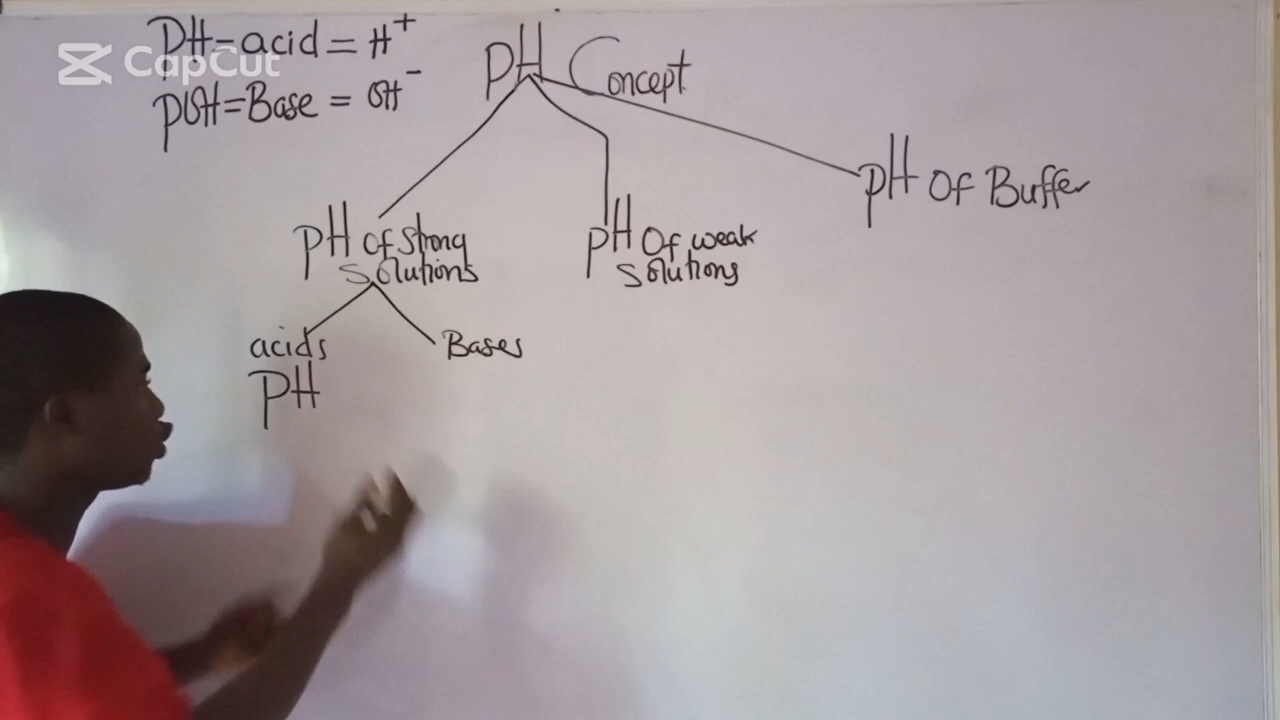 PH-acid = H⁺
CapCut
pOH=Base = OH⁻
pH Concept
pH Of Buffer
pH Of Strong
Solutions
pH Of weak
Solutions
acids
Bases
PH